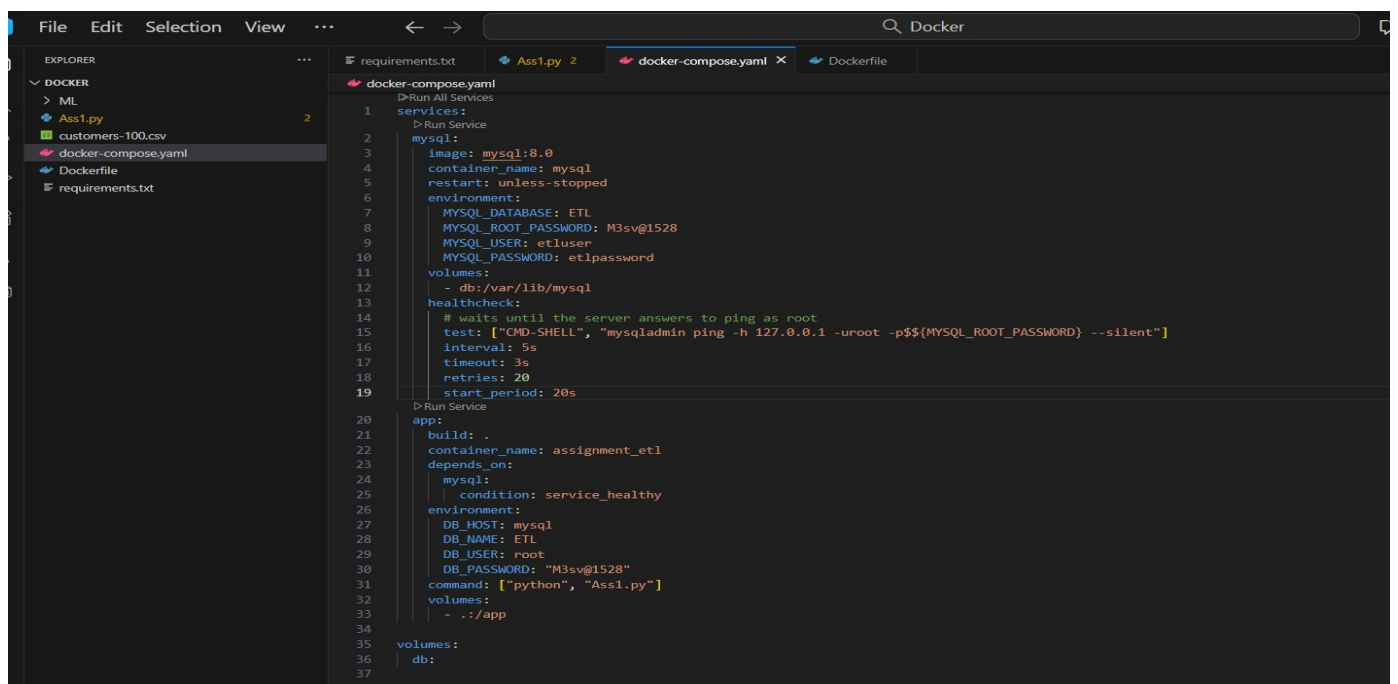 File Edit Selection View ··· Docker
EXPLORER ···
DOCKER
ML
Ass1.py 2
customers-100.csv
docker-compose.yaml
Dockerfile
requirements.txt
requirements.txt Ass1.py 2 docker-compose.yaml Dockerfile
docker-compose.yaml
Run All Services
1 services:
Run Service
2 mysql:
3 image: mysql:8.0
4 container_name: mysql
5 restart: unless-stopped
6 environment:
7 MYSQL_DATABASE: ETL
8 MYSQL_ROOT_PASSWORD: M3sv@1528
9 MYSQL_USER: etluser
10 MYSQL_PASSWORD: etlpassword
11 volumes:
12 - db:/var/lib/mysql
13 healthcheck:
14 # waits until the server answers to ping as root
15 test: ["CMD-SHELL", "mysqladmin ping -h 127.0.0.1 -uroot -p$${MYSQL_ROOT_PASSWORD} --silent"]
16 interval: 5s
17 timeout: 3s
18 retries: 20
19 start_period: 20s
Run Service
20 app:
21 build: .
22 container_name: assignment_etl
23 depends_on:
24 mysql:
25 condition: service_healthy
26 environment:
27 DB_HOST: mysql
28 DB_NAME: ETL
29 DB_USER: root
30 DB_PASSWORD: "M3sv@1528"
31 command: ["python", "Ass1.py"]
32 volumes:
33 - .:/app
34
35 volumes:
36 db:
37